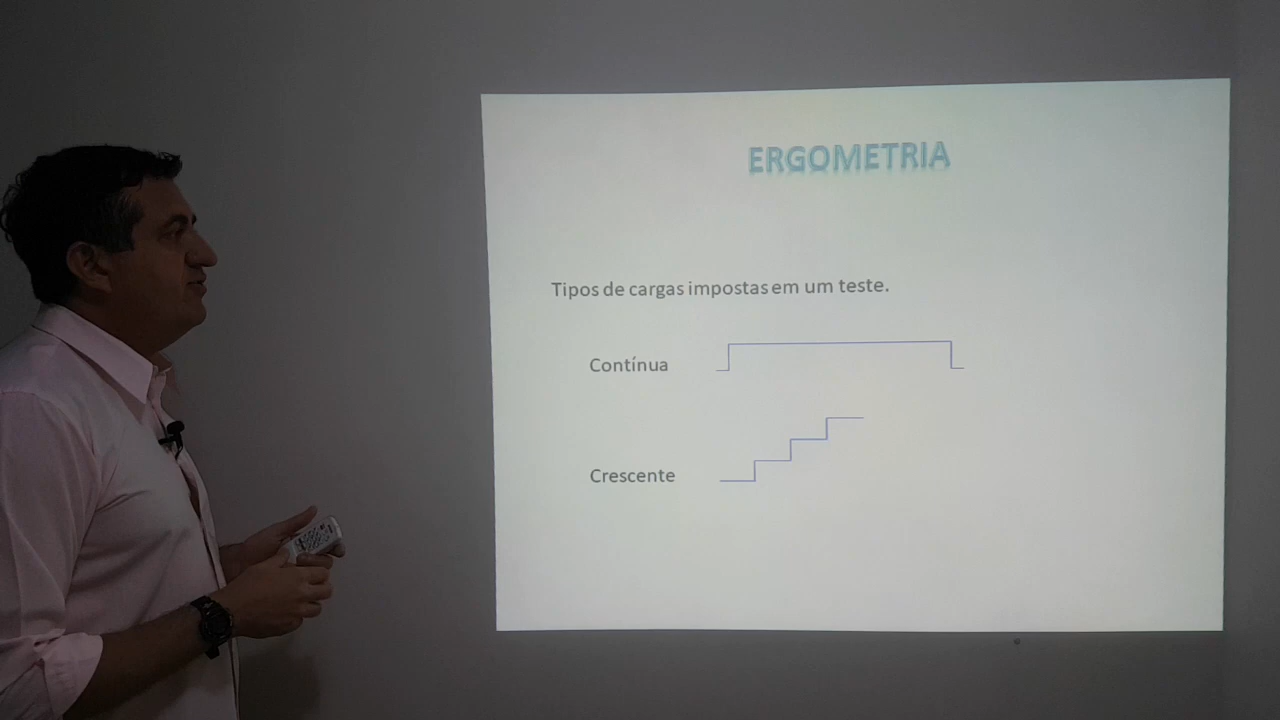 ERGOMETRIA
Tipos de cargas impostas em um teste.
Contínua
Crescente